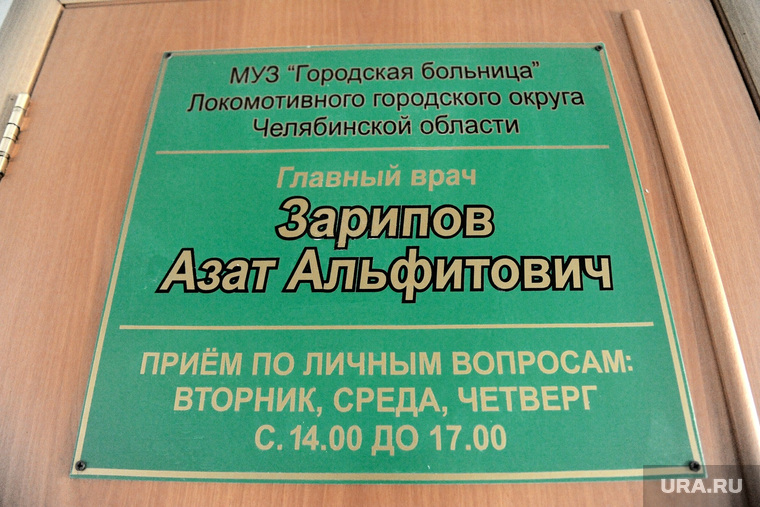 МУЗ "Городская больница"
Локомотивного городского округа
Челябинской области
Главный врач
Зарипов
Азат Альфитович
ПРИЁМ ПО ЛИЧНЫМ ВОПРОСАМ:
ВТОРНИК, СРЕДА, ЧЕТВЕРГ
С. 14.00 ДО 17.00
URA.RU